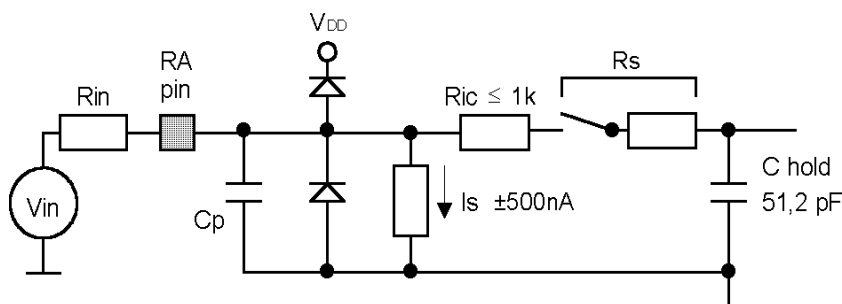 VDD
RA
pin
Rin
Rs
Ric ≤ 1k
Vin
Cp
Is ±500nA
C hold
51,2 pF